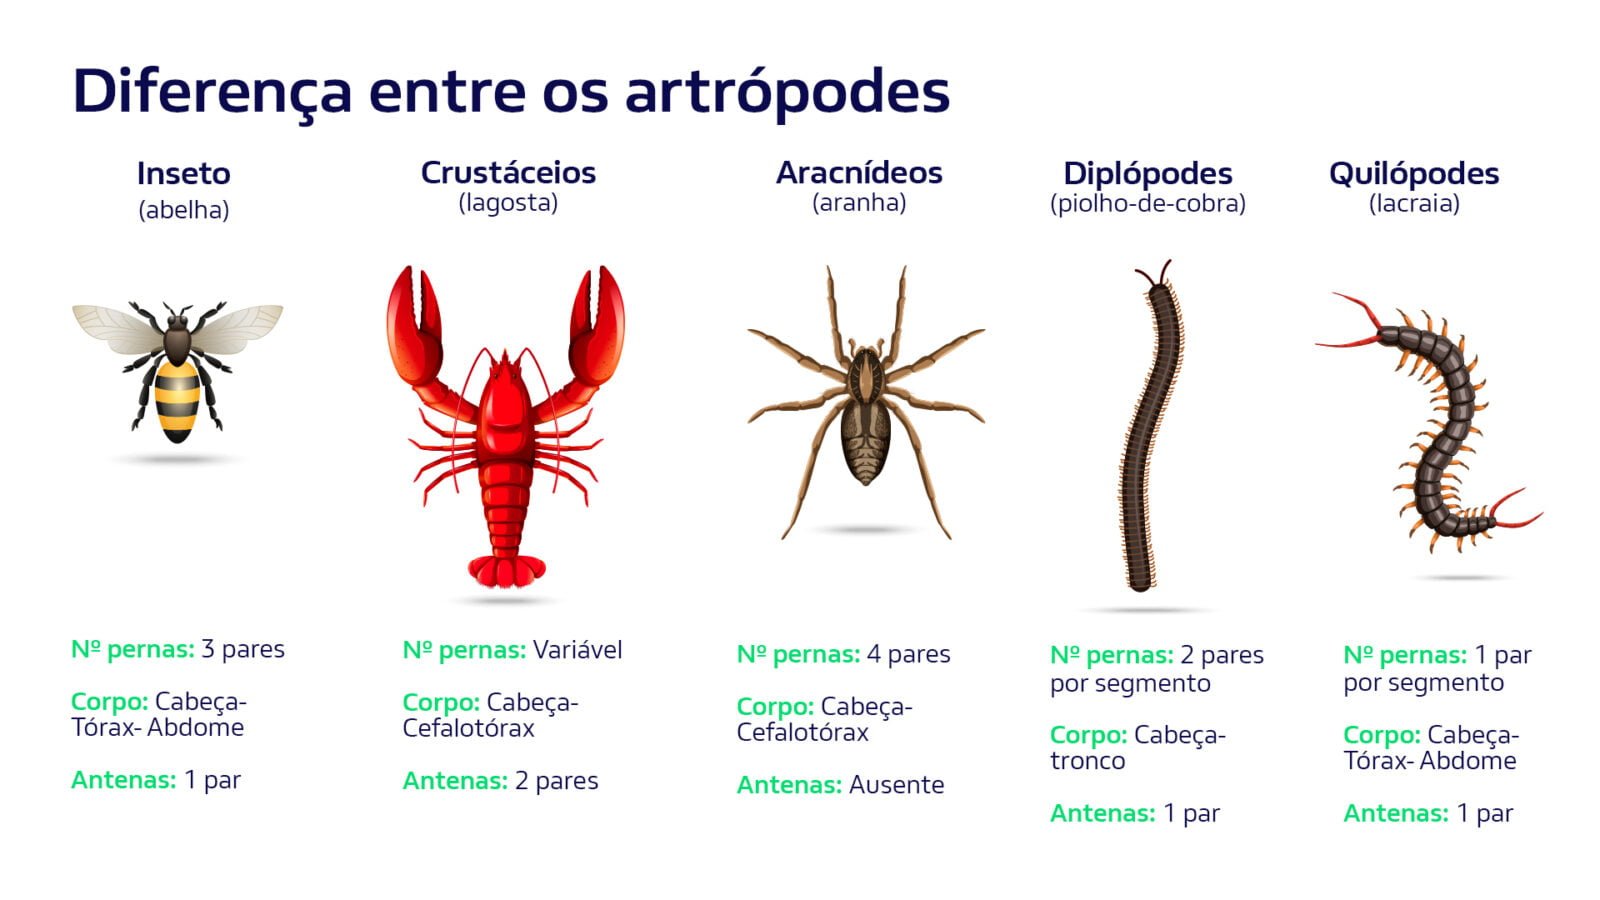 Diferença entre os artrópodes
Inseto
(abelha)
Crustáceios
(lagosta)
Aracnídeos
(aranha)
Diplópodes
(piolho-de-cobra)
Quilópodes
(lacraia)
Nº pernas: 3 pares
Corpo: Cabeça-
Tórax- Abdome
Antenas: 1 par
Nº pernas: Variável
Corpo: Cabeça-
Cefalotórax
Antenas: 2 pares
Nº pernas: 4 pares
Corpo: Cabeça-
Cefalotórax
Antenas: Ausente
Nº pernas: 2 pares
por segmento
Corpo: Cabeça-
tronco
Antenas: 1 par
Nº pernas: 1 par
por segmento
Corpo: Cabeça-
Tórax- Abdome
Antenas: 1 par